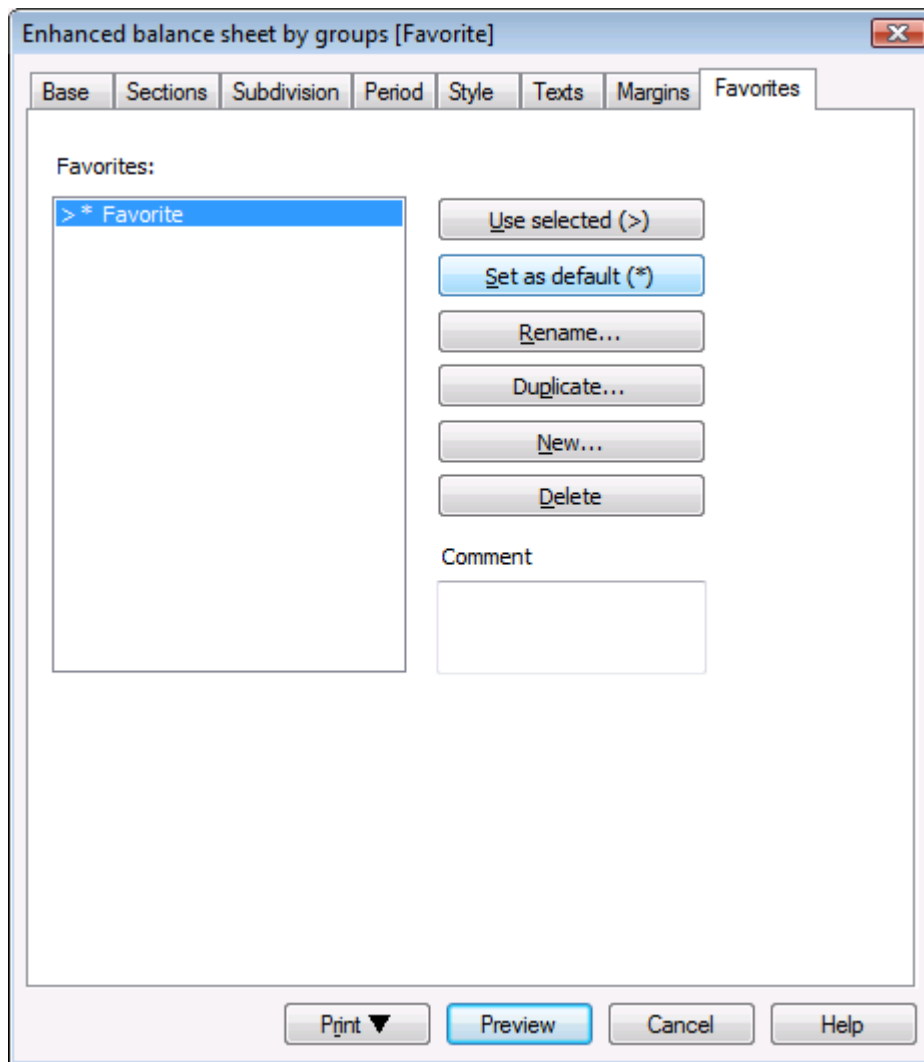 Enhanced balance sheet by groups [Favorite]
Base Sections Subdivision Period Style Texts Margins Favorites
Favorites:
> * Favorite
Use selected (>)
Set as default (*)
Rename...
Duplicate...
New...
Delete
Comment
Print ▼ Preview Cancel Help